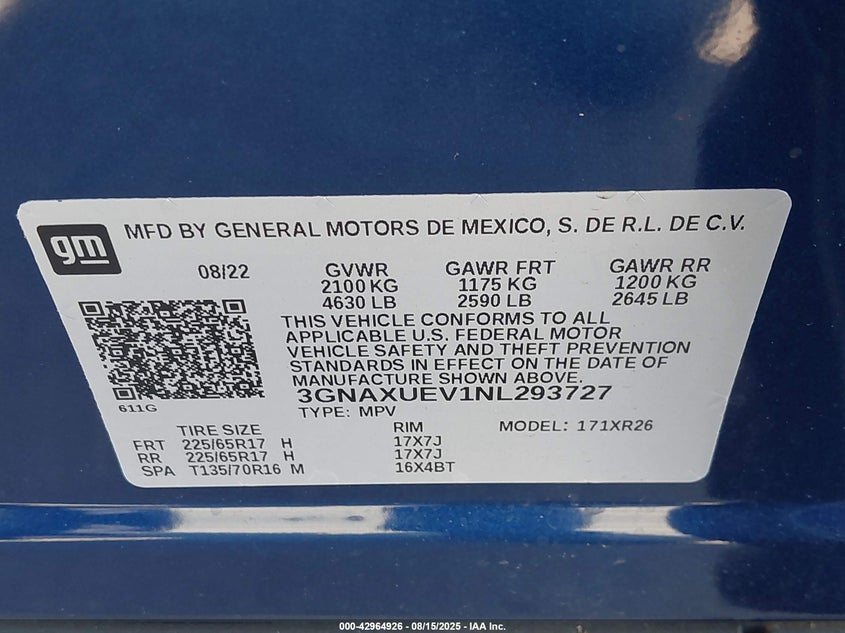 gm
MFD BY GENERAL MOTORS DE MEXICO, S. DE R.L. DE C.V.
08/22 GVWR GAWR FRT GAWR RR
2100 KG 1175 KG 1200 KG
4630 LB 2590 LB 2645 LB
THIS VEHICLE CONFORMS TO ALL
APPLICABLE U.S. FEDERAL MOTOR
VEHICLE SAFETY AND THEFT PREVENTION
STANDARDS IN EFFECT ON THE DATE OF
MANUFACTURE SHOWN ABOVE.
3GNAXUEV1NL293727
611G
TYPE: MPV MODEL: 171XR26
TIRE SIZE RIM
FRT 225/65R17 H 17X7J
RR 225/65R17 H 17X7J
SPA T135/70R16 M 16X4BT
000-42964926 - 08/15/2025 - IAA Inc.